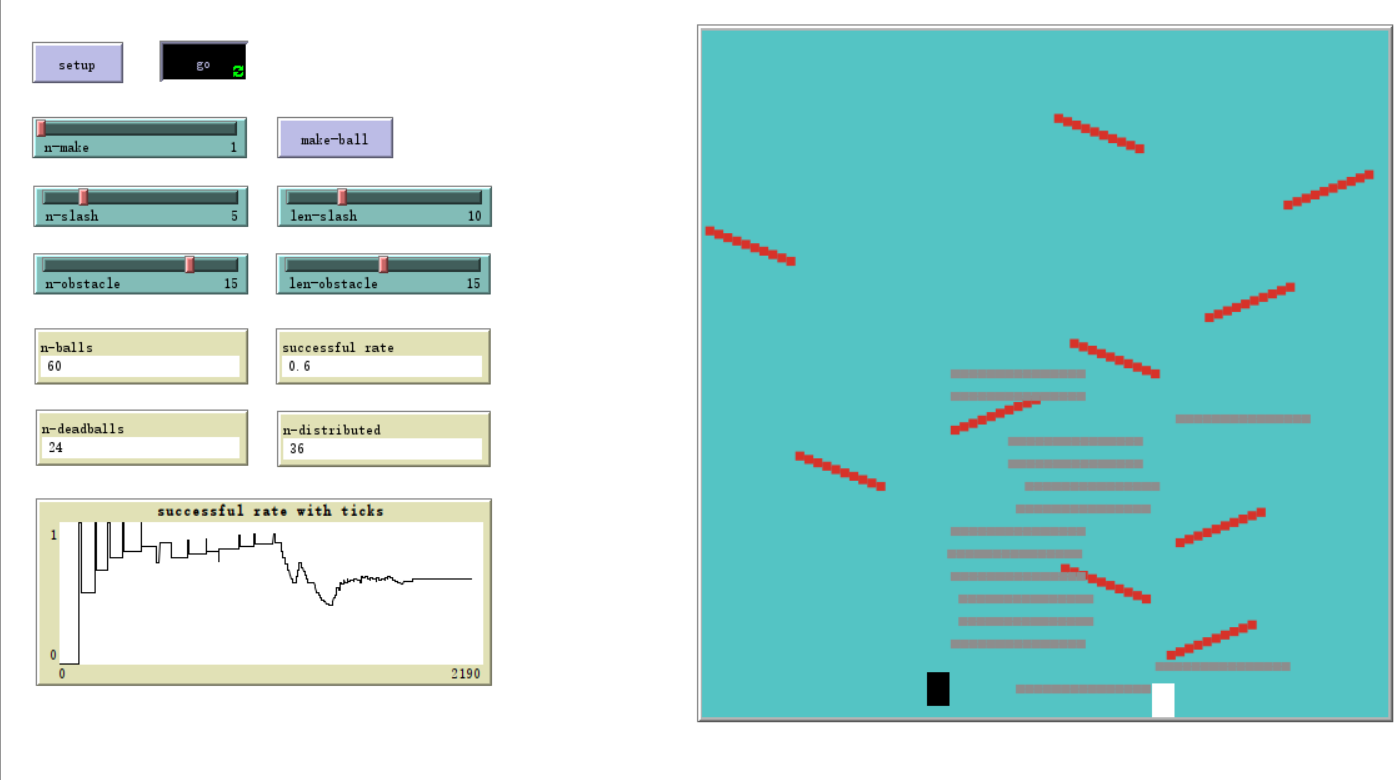 setup
go
n-make 1
make-ball
n-slash 5
len-slash 10
n-obstacle 15
len-obstacle 15
n-balls
60
successful rate
0.6
n-deadballs
24
n-distributed
36
successful rate with ticks
1
0
0
2190